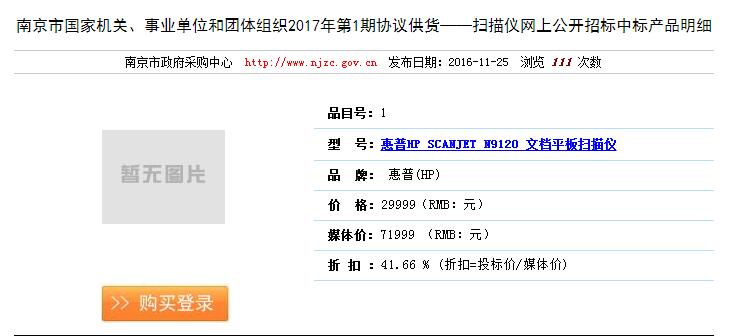 南京市国家机关、事业单位和团体组织2017年第1期协议供货——扫描仪网上公开招标中标产品明细
南京市政府采购中心 http://www.njzc.gov.cn 发布日期：2016-11-25 浏览 111 次数
暂无图片
>> 购买登录
品目号：1
型 号：惠普HP SCANJET N9120 文档平板扫描仪
品 牌： 惠普(HP)
价 格：29999（RMB：元）
媒体价：71999 （RMB：元）
折 扣 ：41.66 % (折扣=投标价/媒体价)